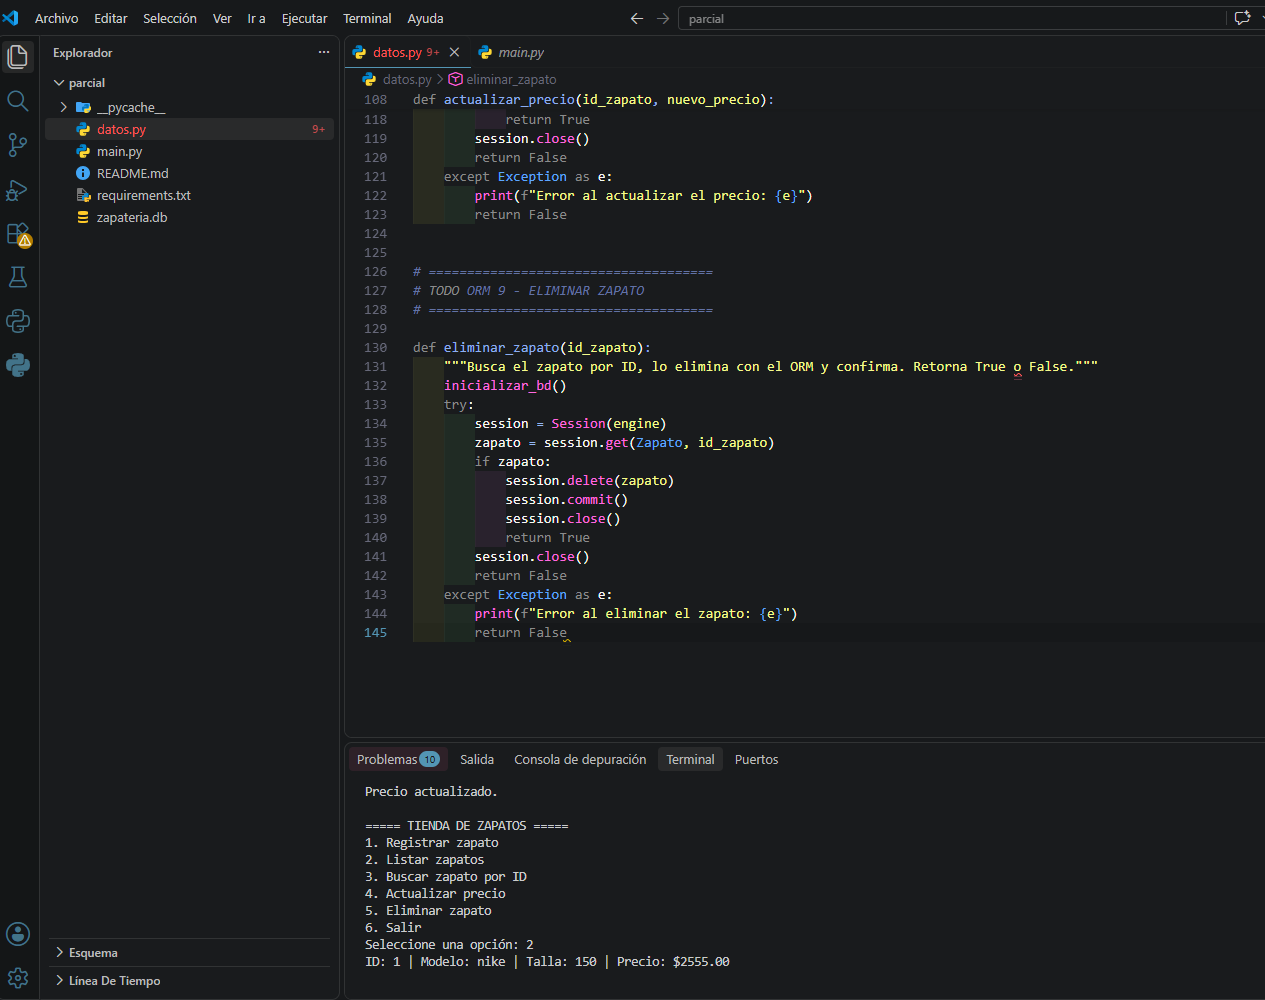 Archivo Editar Selección Ver Ir a Ejecutar Terminal Ayuda
parcial
Explorador
parcial
__pycache__
datos.py 9+
main.py
README.md
requirements.txt
zapateria.db
Esquema
Línea De Tiempo
datos.py 9+ main.py
datos.py > eliminar_zapato
108 def actualizar_precio(id_zapato, nuevo_precio):
118 return True
119 session.close()
120 return False
121 except Exception as e:
122 print(f"Error al actualizar el precio: {e}")
123 return False
124
125
126 # =====================================
127 # TODO ORM 9 - ELIMINAR ZAPATO
128 # =====================================
129
130 def eliminar_zapato(id_zapato):
131 """Busca el zapato por ID, lo elimina con el ORM y confirma. Retorna True o False."""
132 inicializar_bd()
133 try:
134 session = Session(engine)
135 zapato = session.get(Zapato, id_zapato)
136 if zapato:
137 session.delete(zapato)
138 session.commit()
139 session.close()
140 return True
141 session.close()
142 return False
143 except Exception as e:
144 print(f"Error al eliminar el zapato: {e}")
145 return False
Problemas 10 Salida Consola de depuración Terminal Puertos
Precio actualizado.
===== TIENDA DE ZAPATOS =====
1. Registrar zapato
2. Listar zapatos
3. Buscar zapato por ID
4. Actualizar precio
5. Eliminar zapato
6. Salir
Seleccione una opción: 2
ID: 1 | Modelo: nike | Talla: 150 | Precio: $2555.00